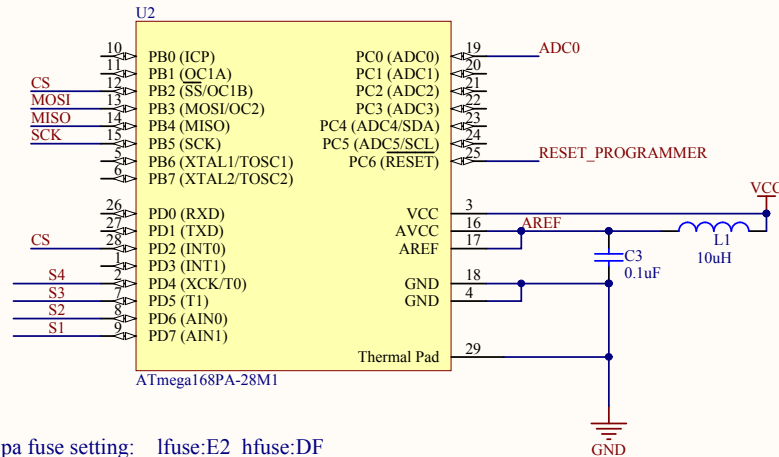 U2
10 PB0 (ICP) PC0 (ADC0) 19 ADC0
11 PB1 (OC1A) PC1 (ADC1) 20
CS 12 PB2 (SS/OC1B) PC2 (ADC2) 21
MOSI 13 PB3 (MOSI/OC2) PC3 (ADC3) 22
MISO 14 PB4 (MISO) PC4 (ADC4/SDA) 23
SCK 15 PB5 (SCK) PC5 (ADC5/SCL) 24
5 PB6 (XTAL1/TOSC1) PC6 (RESET) 25 RESET_PROGRAMMER
6 PB7 (XTAL2/TOSC2)
VCC
26 PD0 (RXD) VCC 3
27 PD1 (TXD) AVCC 16 AREF
CS 28 PD2 (INT0) AREF 17 L1
1 PD3 (INT1) C3 10uH
S4 2 PD4 (XCK/T0) GND 18 0.1uF
S3 7 PD5 (T1) GND 4
S2 8 PD6 (AIN0)
S1 9 PD7 (AIN1)
Thermal Pad 29
ATmega168PA-28M1
pa fuse setting: lfuse:E2 hfuse:DF
GND